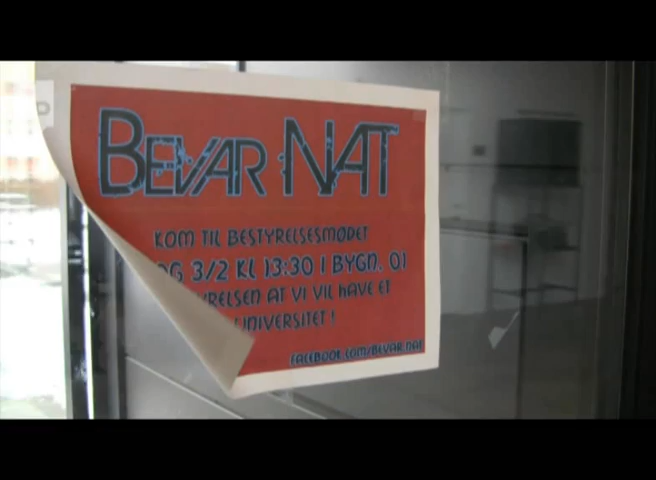 BEVAR NAT
KOM TIL BESTYRELSESMØDET
3/2 KL 13:30 I BYGN. 01
AT VI VIL HAVE ET
UNIVERSITET !
FACEBOOK.COM/BEVAR.NAT